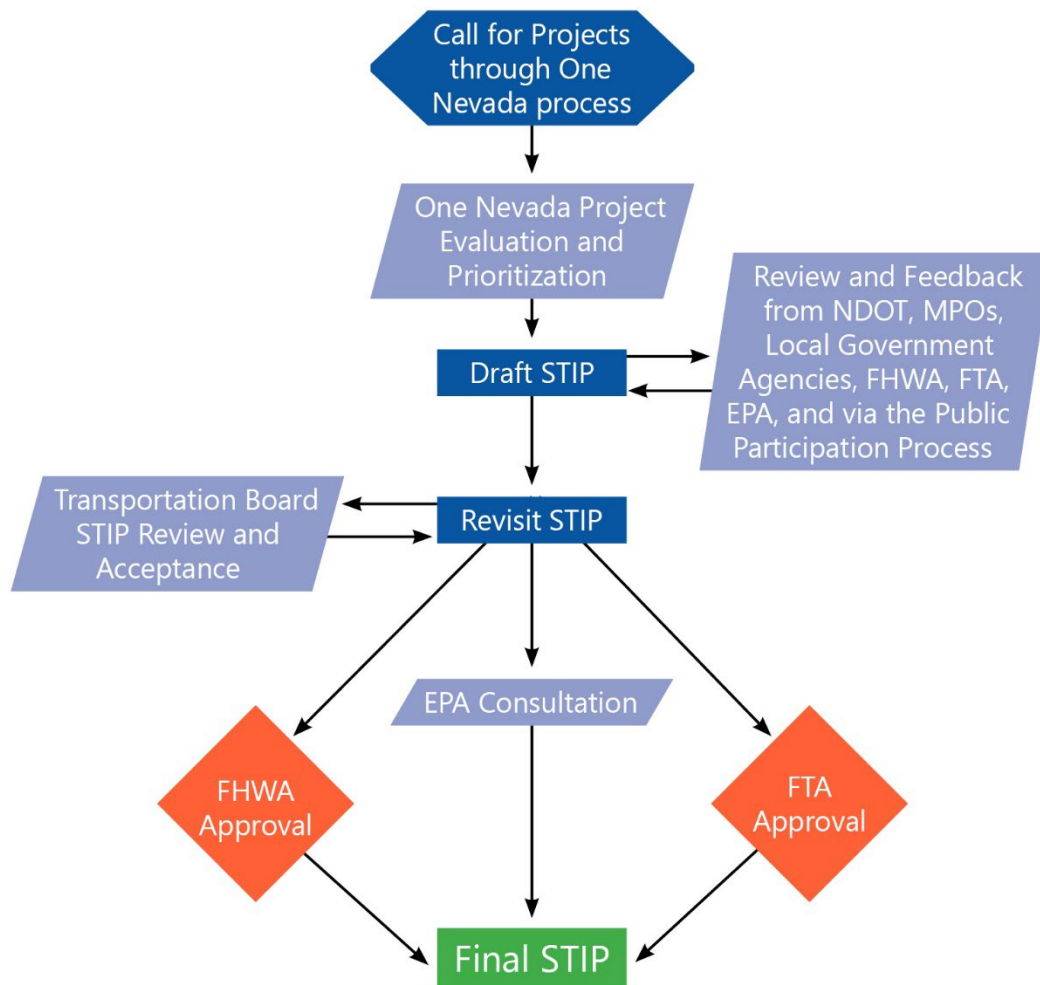 Call for Projects
through One
Nevada process
One Nevada Project
Evaluation and
Prioritization
Review and Feedback
from NDOT, MPOs,
Local Government
Agencies, FHWA, FTA,
EPA, and via the Public
Participation Process
Draft STIP
Transportation Board
STIP Review and
Acceptance
Revisit STIP
EPA Consultation
FHWA
Approval
FTA
Approval
Final STIP